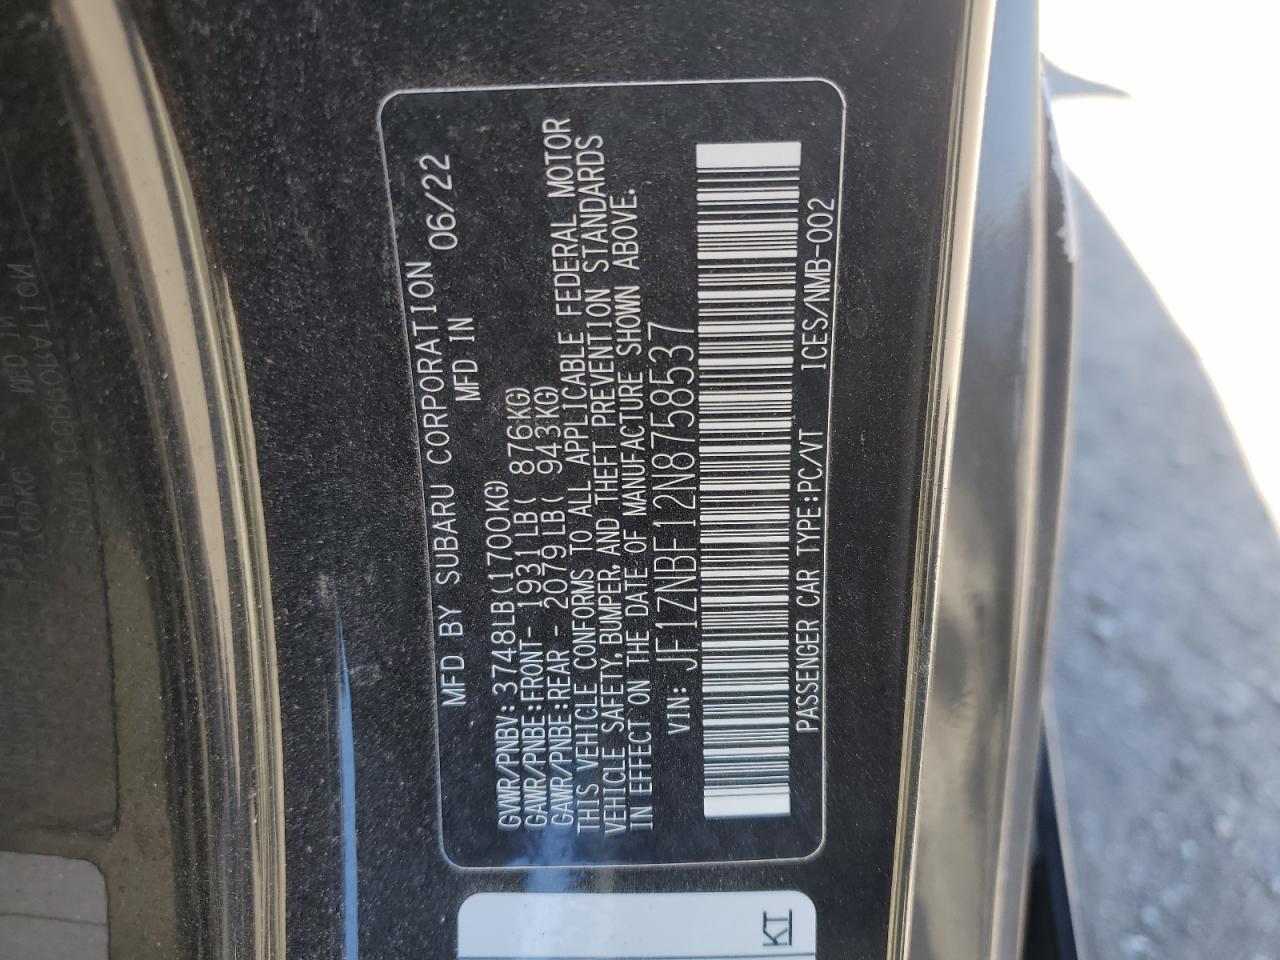 MFD BY SUBARU CORPORATION 06/22
MFD IN
GVWR/PNBV: 3748LB(1700KG)
GAWR/PNBE:FRONT- 1931LB( 876KG)
GAWR/PNBE:REAR - 2079LB( 943KG)
THIS VEHICLE CONFORMS TO ALL APPLICABLE FEDERAL MOTOR
VEHICLE SAFETY,BUMPER,AND THEFT PREVENTION STANDARDS
IN EFFECT ON THE DATE OF MANUFACTURE SHOWN ABOVE.
VIN: JF1ZNBF12N8758537
PASSENGER CAR TYPE:PC/VT ICES/NMB-002
KI